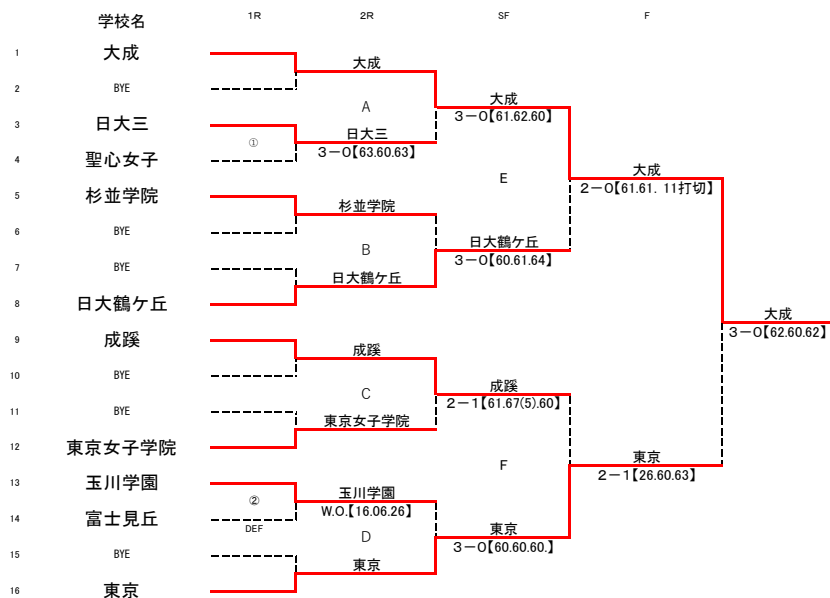 学校名 1R 2R SF F
1 大成
大成
2 BYE
A 大成
3－0【61.62.60】
3 日大三
① 日大三
3－0【63.60.63】
4 聖心女子
E 大成
2－0【61.61. 11打切】
5 杉並学院
杉並学院
6 BYE
B 日大鶴ケ丘
3－0【60.61.64】
7 BYE
日大鶴ケ丘
8 日大鶴ケ丘
大成
3－0【62.60.62】
9 成蹊
成蹊
10 BYE
C 成蹊
2－1【61.67(5).60】
11 BYE
東京女子学院
12 東京女子学院
F 東京
2－1【26.60.63】
13 玉川学園
② 玉川学園
W.O.【16.06.26】
14 富士見丘
DEF
D 東京
3－0【60.60.60.】
15 BYE
東京
16 東京